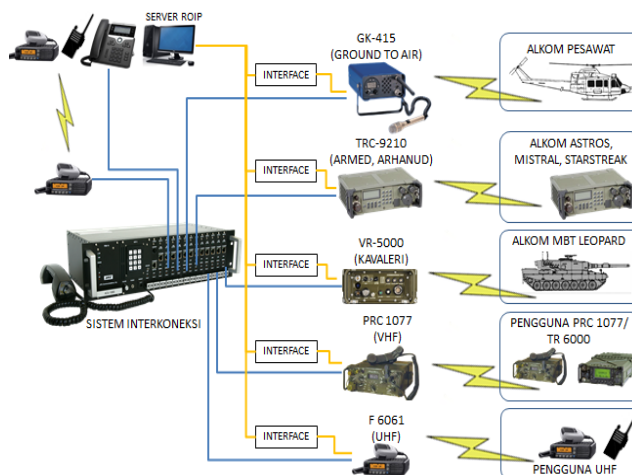 SERVER ROIP
GK-415
(GROUND TO AIR)
INTERFACE
ALKOM PESAWAT
TRC-9210
(ARMED, ARHANUD)
INTERFACE
ALKOM ASTROS,
MISTRAL, STARSTREAK
VR-5000
(KAVALERI)
INTERFACE
ALKOM MBT LEOPARD
SISTEM INTERKONEKSI
PRC 1077
(VHF)
INTERFACE
PENGGUNA PRC 1077/
TR 6000
F 6061
(UHF)
INTERFACE
PENGGUNA UHF